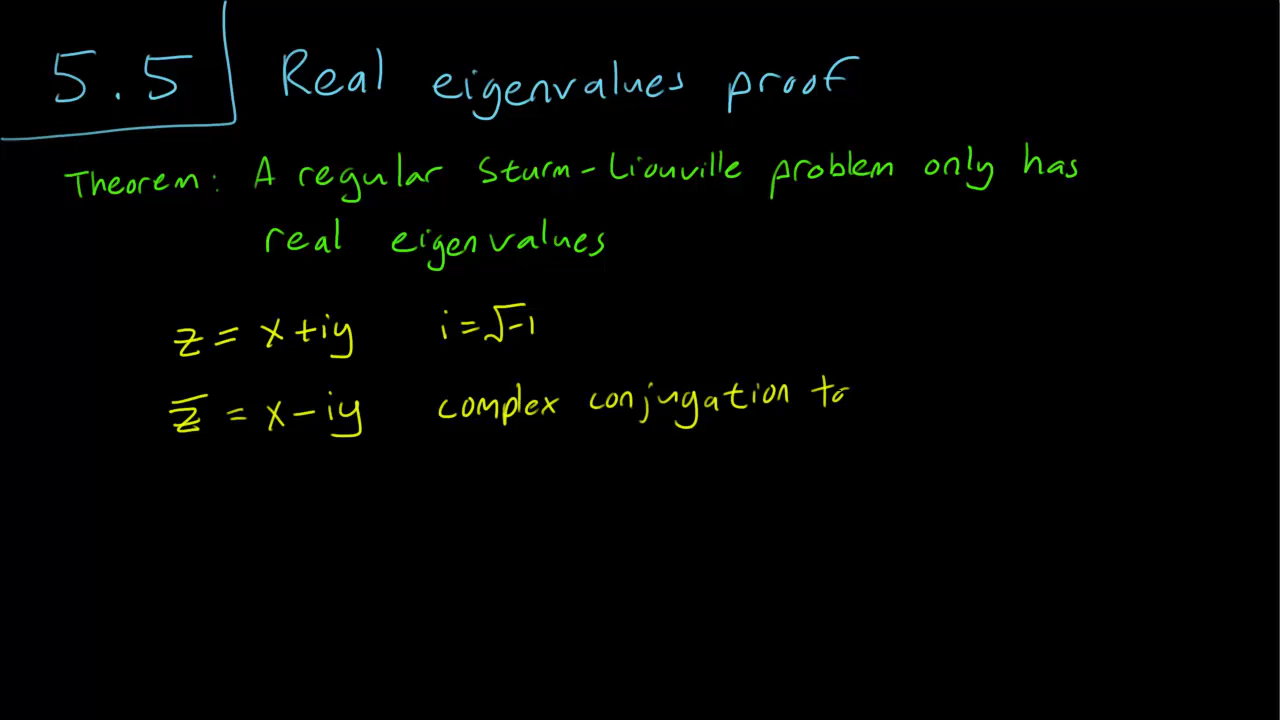 5.5 Real eigenvalues proof
Theorem: A regular Sturm-Liouville problem only has
real eigenvalues
z = x + iy i = √-1
z̅ = x - iy complex conjugation to